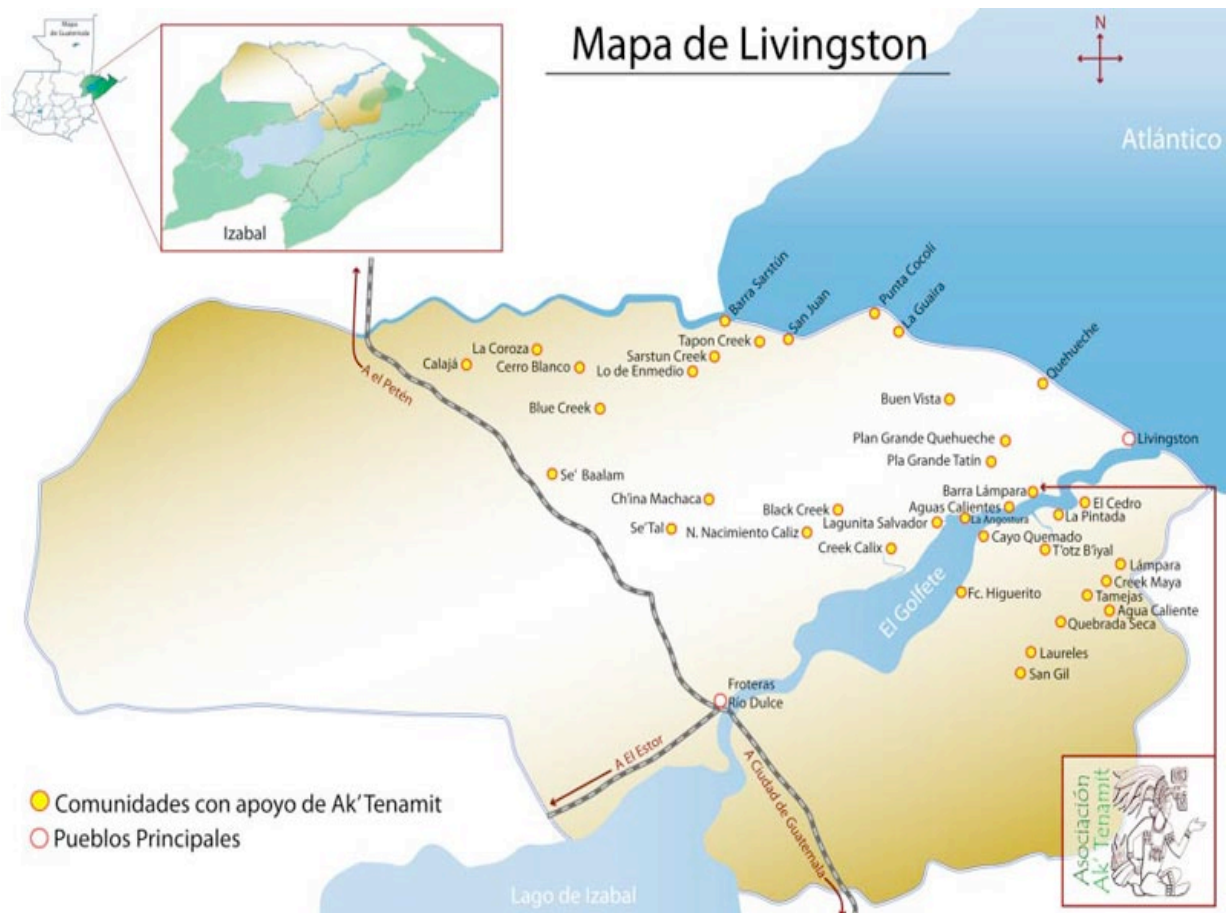 Mapa
de Guatemala
Izabal
Mapa de Livingston
N
Atlántico
A el Petén
Barra Sarstún
San Juan
Punta Cocoli
La Guaira
Quehueche
Tapon Creek
Sarstun Creek
Lo de Enmedio
La Coroza
Calajá
Cerro Blanco
Blue Creek
Buen Vista
Plan Grande Quehueche
Livingston
Pla Grande Tatín
Se' Baalam
Ch'ina Machaca
Barra Lámpara
El Cedro
Black Creek
Aguas Calientes
La Pintada
Lagunita Salvador
La Angostura
Se'Tal
N. Nacimiento Caliz
Cayo Quemado
Creek Calix
T'otz B'iyal
Lámpara
Creek Maya
Fc. Higuerito
Tamejas
El Golfete
Agua Caliente
Quebrada Seca
Laureles
San Gil
Froteras
Río Dulce
A El Estor
A Ciudad de Guatemala
Comunidades con apoyo de Ak'Tenamit
Pueblos Principales
Lago de Izabal
Asociación
Ak' Tenamit